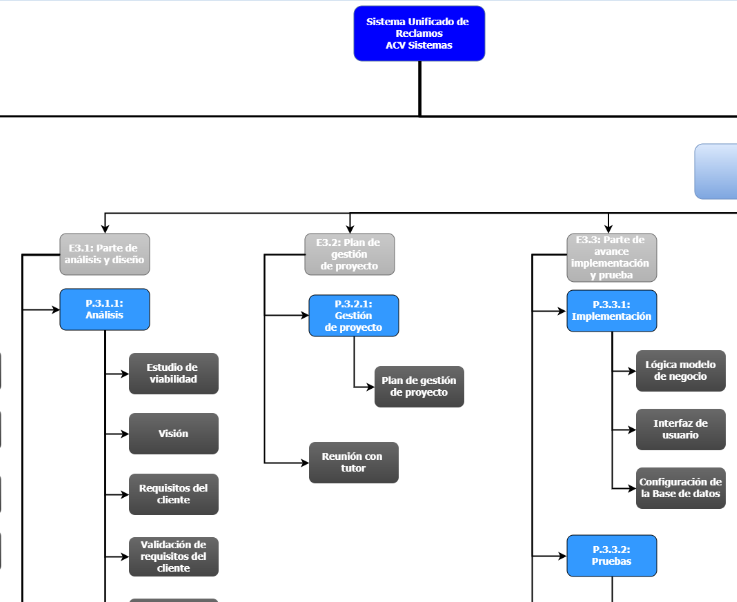 Sistema Unificado de
Reclamos
ACV Sistemas
E3.1: Parte de
análisis y diseño
P.3.1.1:
Análisis
Estudio de
viabilidad
Visión
Requisitos del
cliente
Validación de
requisitos del
cliente
E3.2: Plan de
gestión
de proyecto
P.3.2.1:
Gestión
de proyecto
Plan de gestión
de proyecto
Reunión con
tutor
E3.3: Parte de
avance
implementación
y prueba
P.3.3.1:
Implementación
Lógica modelo
de negocio
Interfaz de
usuario
Configuración de
la Base de datos
P.3.3.2:
Pruebas